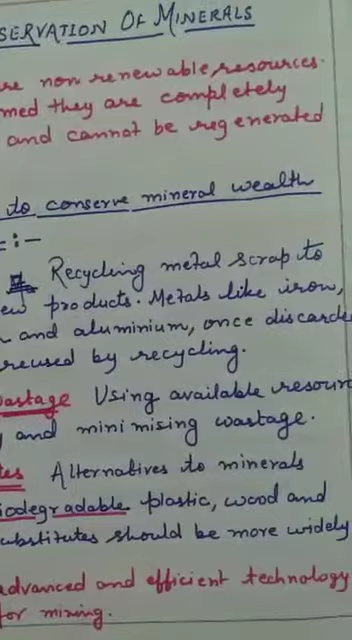 SERVATION OF MINERALS
re non renewable resources.
med they are completely
and cannot be regenerated
to conserve mineral wealth
=:-
Recycling metal scrap to
ew products. Metals like iron,
and aluminium, once discarde
reused by recycling.
astage Using available resour
and minimising wastage.
tes Alternatives to minerals
iodegradable plastic, wood and
ubstitutes should be more widely
advanced and efficient technology
for mining.